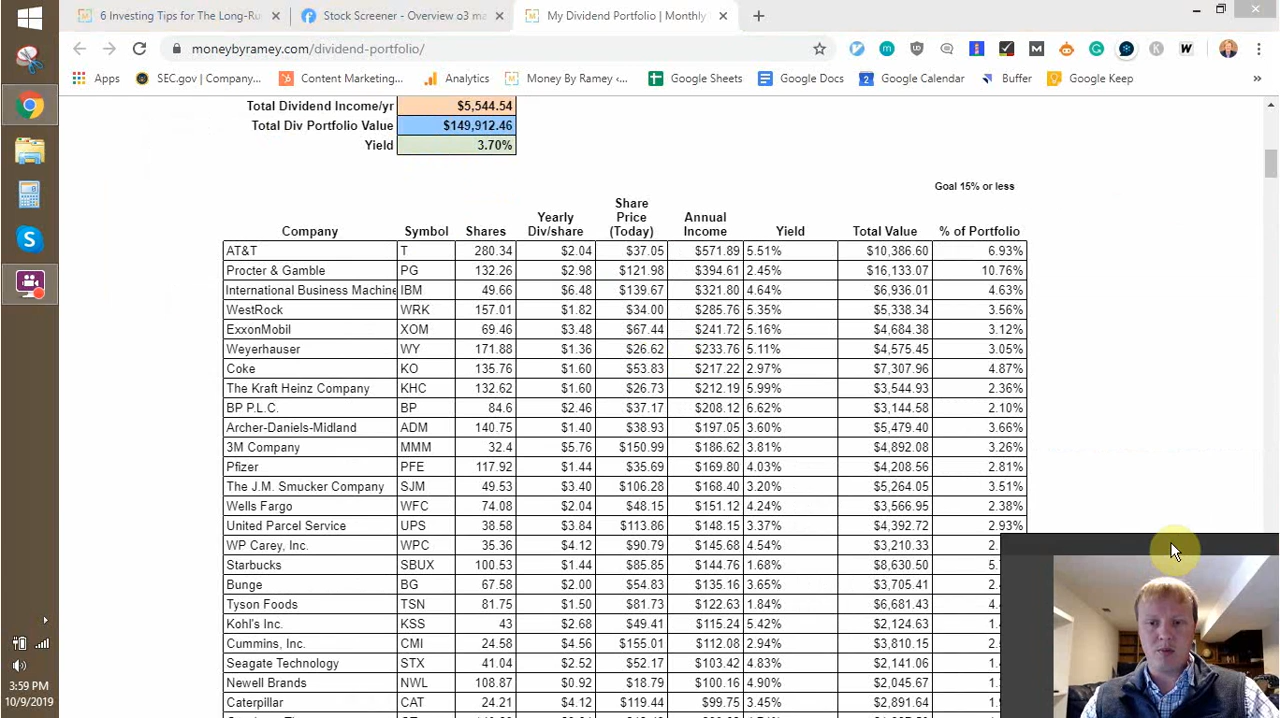 6 Investing Tips for The Long-Ru
Stock Screener - Overview o3 ma
My Dividend Portfolio | Monthly
moneybyramey.com/dividend-portfolio/
Apps SEC.gov | Company... Content Marketing... Analytics Money By Ramey ‹... Google Sheets Google Docs Google Calendar Buffer Google Keep »
Total Dividend Income/yr $5,544.54
Total Div Portfolio Value $149,912.46
Yield 3.70%
Goal 15% or less
Company Symbol Shares Yearly Div/share Share Price (Today) Annual Income Yield Total Value % of Portfolio
AT&T T 280.34 $2.04 $37.05 $571.89 5.51% $10,386.60 6.93%
Procter & Gamble PG 132.26 $2.98 $121.98 $394.61 2.45% $16,133.07 10.76%
International Business Machine IBM 49.66 $6.48 $139.67 $321.80 4.64% $6,936.01 4.63%
WestRock WRK 157.01 $1.82 $34.00 $285.76 5.35% $5,338.34 3.56%
ExxonMobil XOM 69.46 $3.48 $67.44 $241.72 5.16% $4,684.38 3.12%
Weyerhauser WY 171.88 $1.36 $26.62 $233.76 5.11% $4,575.45 3.05%
Coke KO 135.76 $1.60 $53.83 $217.22 2.97% $7,307.96 4.87%
The Kraft Heinz Company KHC 132.62 $1.60 $26.73 $212.19 5.99% $3,544.93 2.36%
BP P.L.C. BP 84.6 $2.46 $37.17 $208.12 6.62% $3,144.58 2.10%
Archer-Daniels-Midland ADM 140.75 $1.40 $38.93 $197.05 3.60% $5,479.40 3.66%
3M Company MMM 32.4 $5.76 $150.99 $186.62 3.81% $4,892.08 3.26%
Pfizer PFE 117.92 $1.44 $35.69 $169.80 4.03% $4,208.56 2.81%
The J.M. Smucker Company SJM 49.53 $3.40 $106.28 $168.40 3.20% $5,264.05 3.51%
Wells Fargo WFC 74.08 $2.04 $48.15 $151.12 4.24% $3,566.95 2.38%
United Parcel Service UPS 38.58 $3.84 $113.86 $148.15 3.37% $4,392.72 2.93%
WP Carey, Inc. WPC 35.36 $4.12 $90.79 $145.68 4.54% $3,210.33 2.
Starbucks SBUX 100.53 $1.44 $85.85 $144.76 1.68% $8,630.50 5.
Bunge BG 67.58 $2.00 $54.83 $135.16 3.65% $3,705.41 2.
Tyson Foods TSN 81.75 $1.50 $81.73 $122.63 1.84% $6,681.43 4.
Kohl's Inc. KSS 43 $2.68 $49.41 $115.24 5.42% $2,124.63 1.
Cummins, Inc. CMI 24.58 $4.56 $155.01 $112.08 2.94% $3,810.15 2.
Seagate Technology STX 41.04 $2.52 $52.17 $103.42 4.83% $2,141.06 1.
Newell Brands NWL 108.87 $0.92 $18.79 $100.16 4.90% $2,045.67 1.
Caterpillar CAT 24.21 $4.12 $119.44 $99.75 3.45% $2,891.64 1.
3:59 PM
10/9/2019